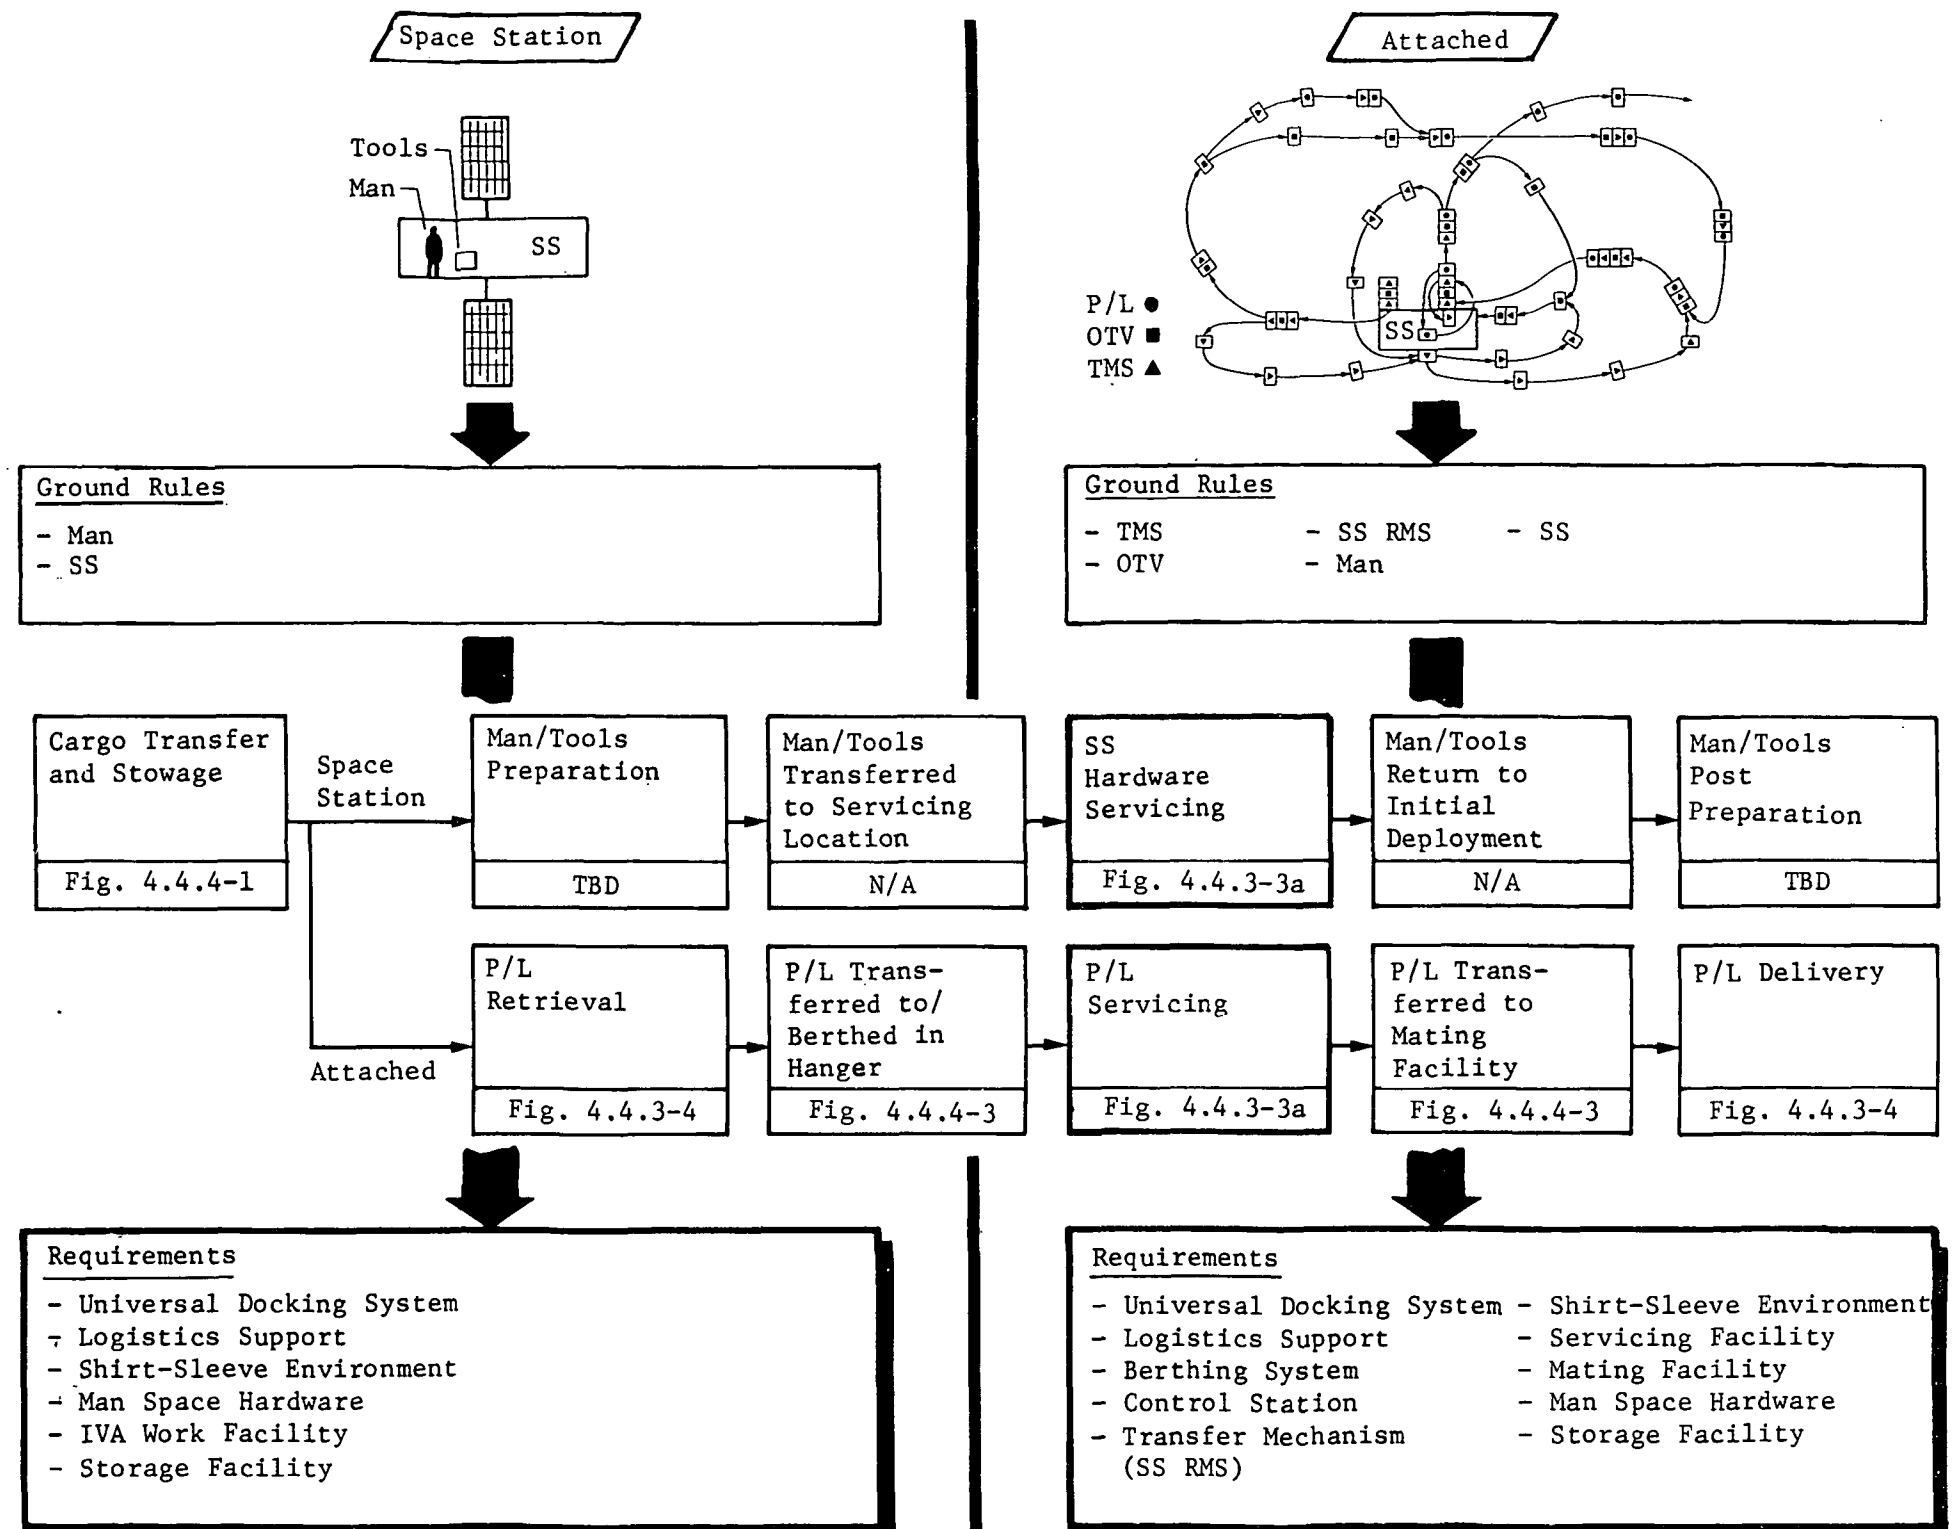 Space Station
Tools
Man
SS
Attached
P/L ●
OTV ■
TMS ▲
SS
Ground Rules
- Man
- SS
Ground Rules
- TMS - SS RMS - SS
- OTV - Man
Cargo Transfer
and Stowage
Fig. 4.4.4-1
Space
Station
Man/Tools
Preparation
TBD
Man/Tools
Transferred
to Servicing
Location
N/A
SS
Hardware
Servicing
Fig. 4.4.3-3a
Man/Tools
Return to
Initial
Deployment
N/A
Man/Tools
Post
Preparation
TBD
Attached
P/L
Retrieval
Fig. 4.4.3-4
P/L Trans-
ferred to/
Berthed in
Hanger
Fig. 4.4.4-3
P/L
Servicing
Fig. 4.4.3-3a
P/L Trans-
ferred to
Mating
Facility
Fig. 4.4.4-3
P/L Delivery
Fig. 4.4.3-4
Requirements
- Universal Docking System
- Logistics Support
- Shirt-Sleeve Environment
- Man Space Hardware
- IVA Work Facility
- Storage Facility
Requirements
- Universal Docking System - Shirt-Sleeve Environment
- Logistics Support - Servicing Facility
- Berthing System - Mating Facility
- Control Station - Man Space Hardware
- Transfer Mechanism - Storage Facility
(SS RMS)